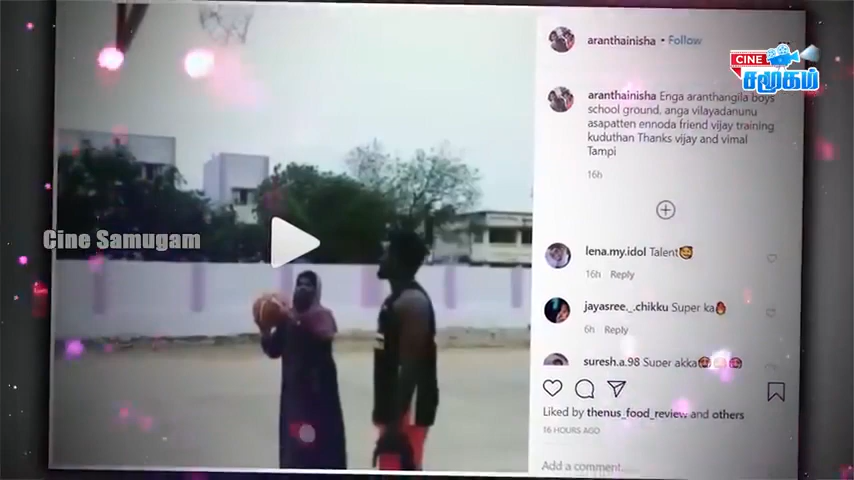 CINE
சமூகம்
aranthainisha • Follow
aranthainisha Enga aranthangila boys
school ground, anga vilayadanunu
asapatten ennoda friend vijay training
kuduthan Thanks vijay and vimal
Tampi
16h
Cine Samugam
lena.my.idol Talent🥰
16h Reply
jayasree._.chikku Super ka🔥
6h Reply
suresh.a.98 Super akka
Liked by thenus_food_review and others
16 HOURS AGO
Add a comment...